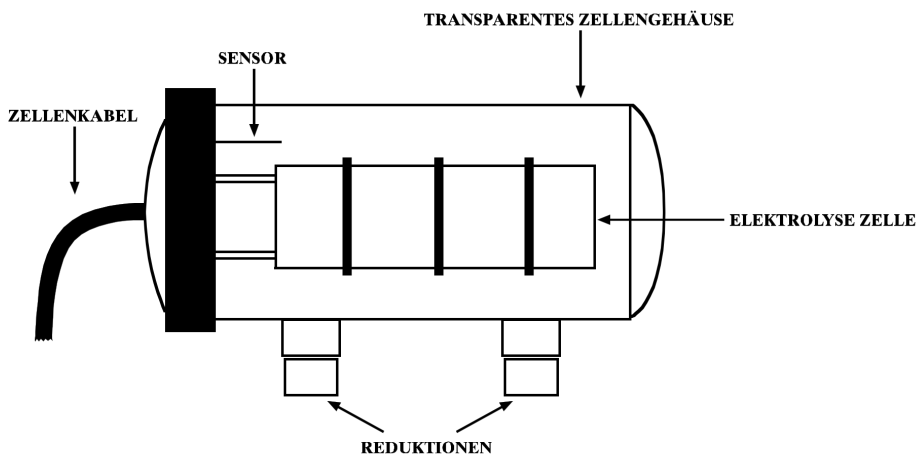 TRANSPARENTES ZELLENGEHÄUSE
SENSOR
ZELLENKABEL
ELEKTROLYSE ZELLE
REDUKTIONEN